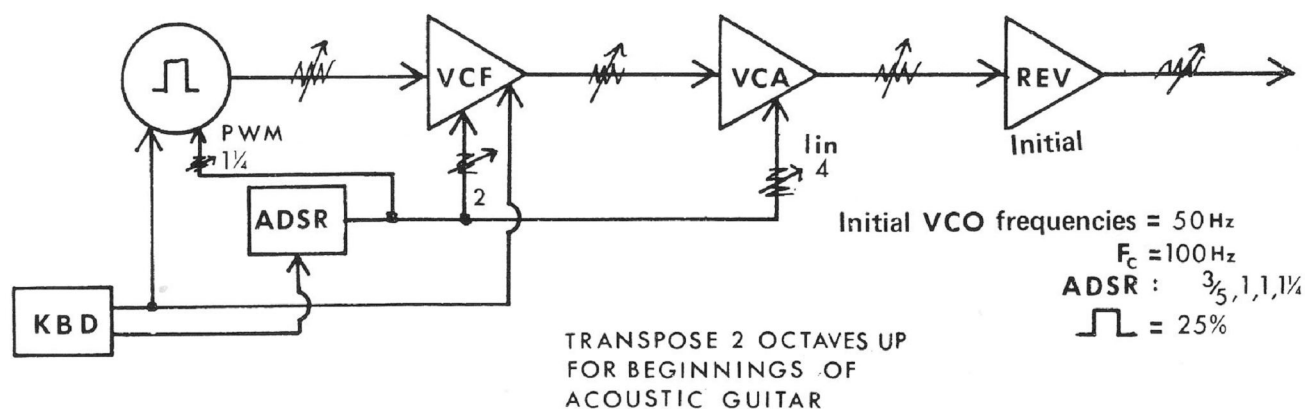 VCF
VCA
REV
PWM
1¼
lin
4
Initial
2
ADSR
Initial VCO frequencies = 50 Hz
Fc = 100 Hz
ADSR : 3/5, 1, 1, 1¼
= 25%
KBD
TRANSPOSE 2 OCTAVES UP
FOR BEGINNINGS OF
ACOUSTIC GUITAR